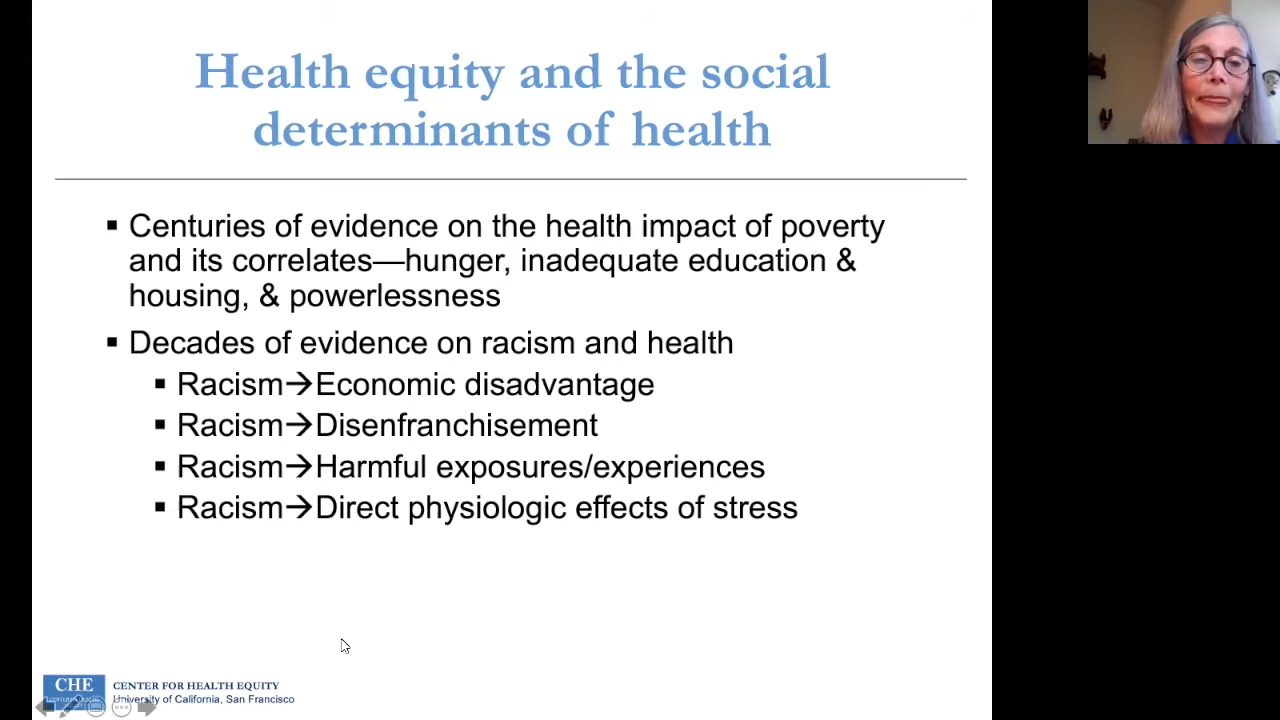 Health equity and the social
determinants of health
▪ Centuries of evidence on the health impact of poverty
and its correlates—hunger, inadequate education &
housing, & powerlessness
▪ Decades of evidence on racism and health
▪ Racism→Economic disadvantage
▪ Racism→Disenfranchisement
▪ Racism→Harmful exposures/experiences
▪ Racism→Direct physiologic effects of stress
CHE
CENTER FOR HEALTH EQUITY
University of California, San Francisco